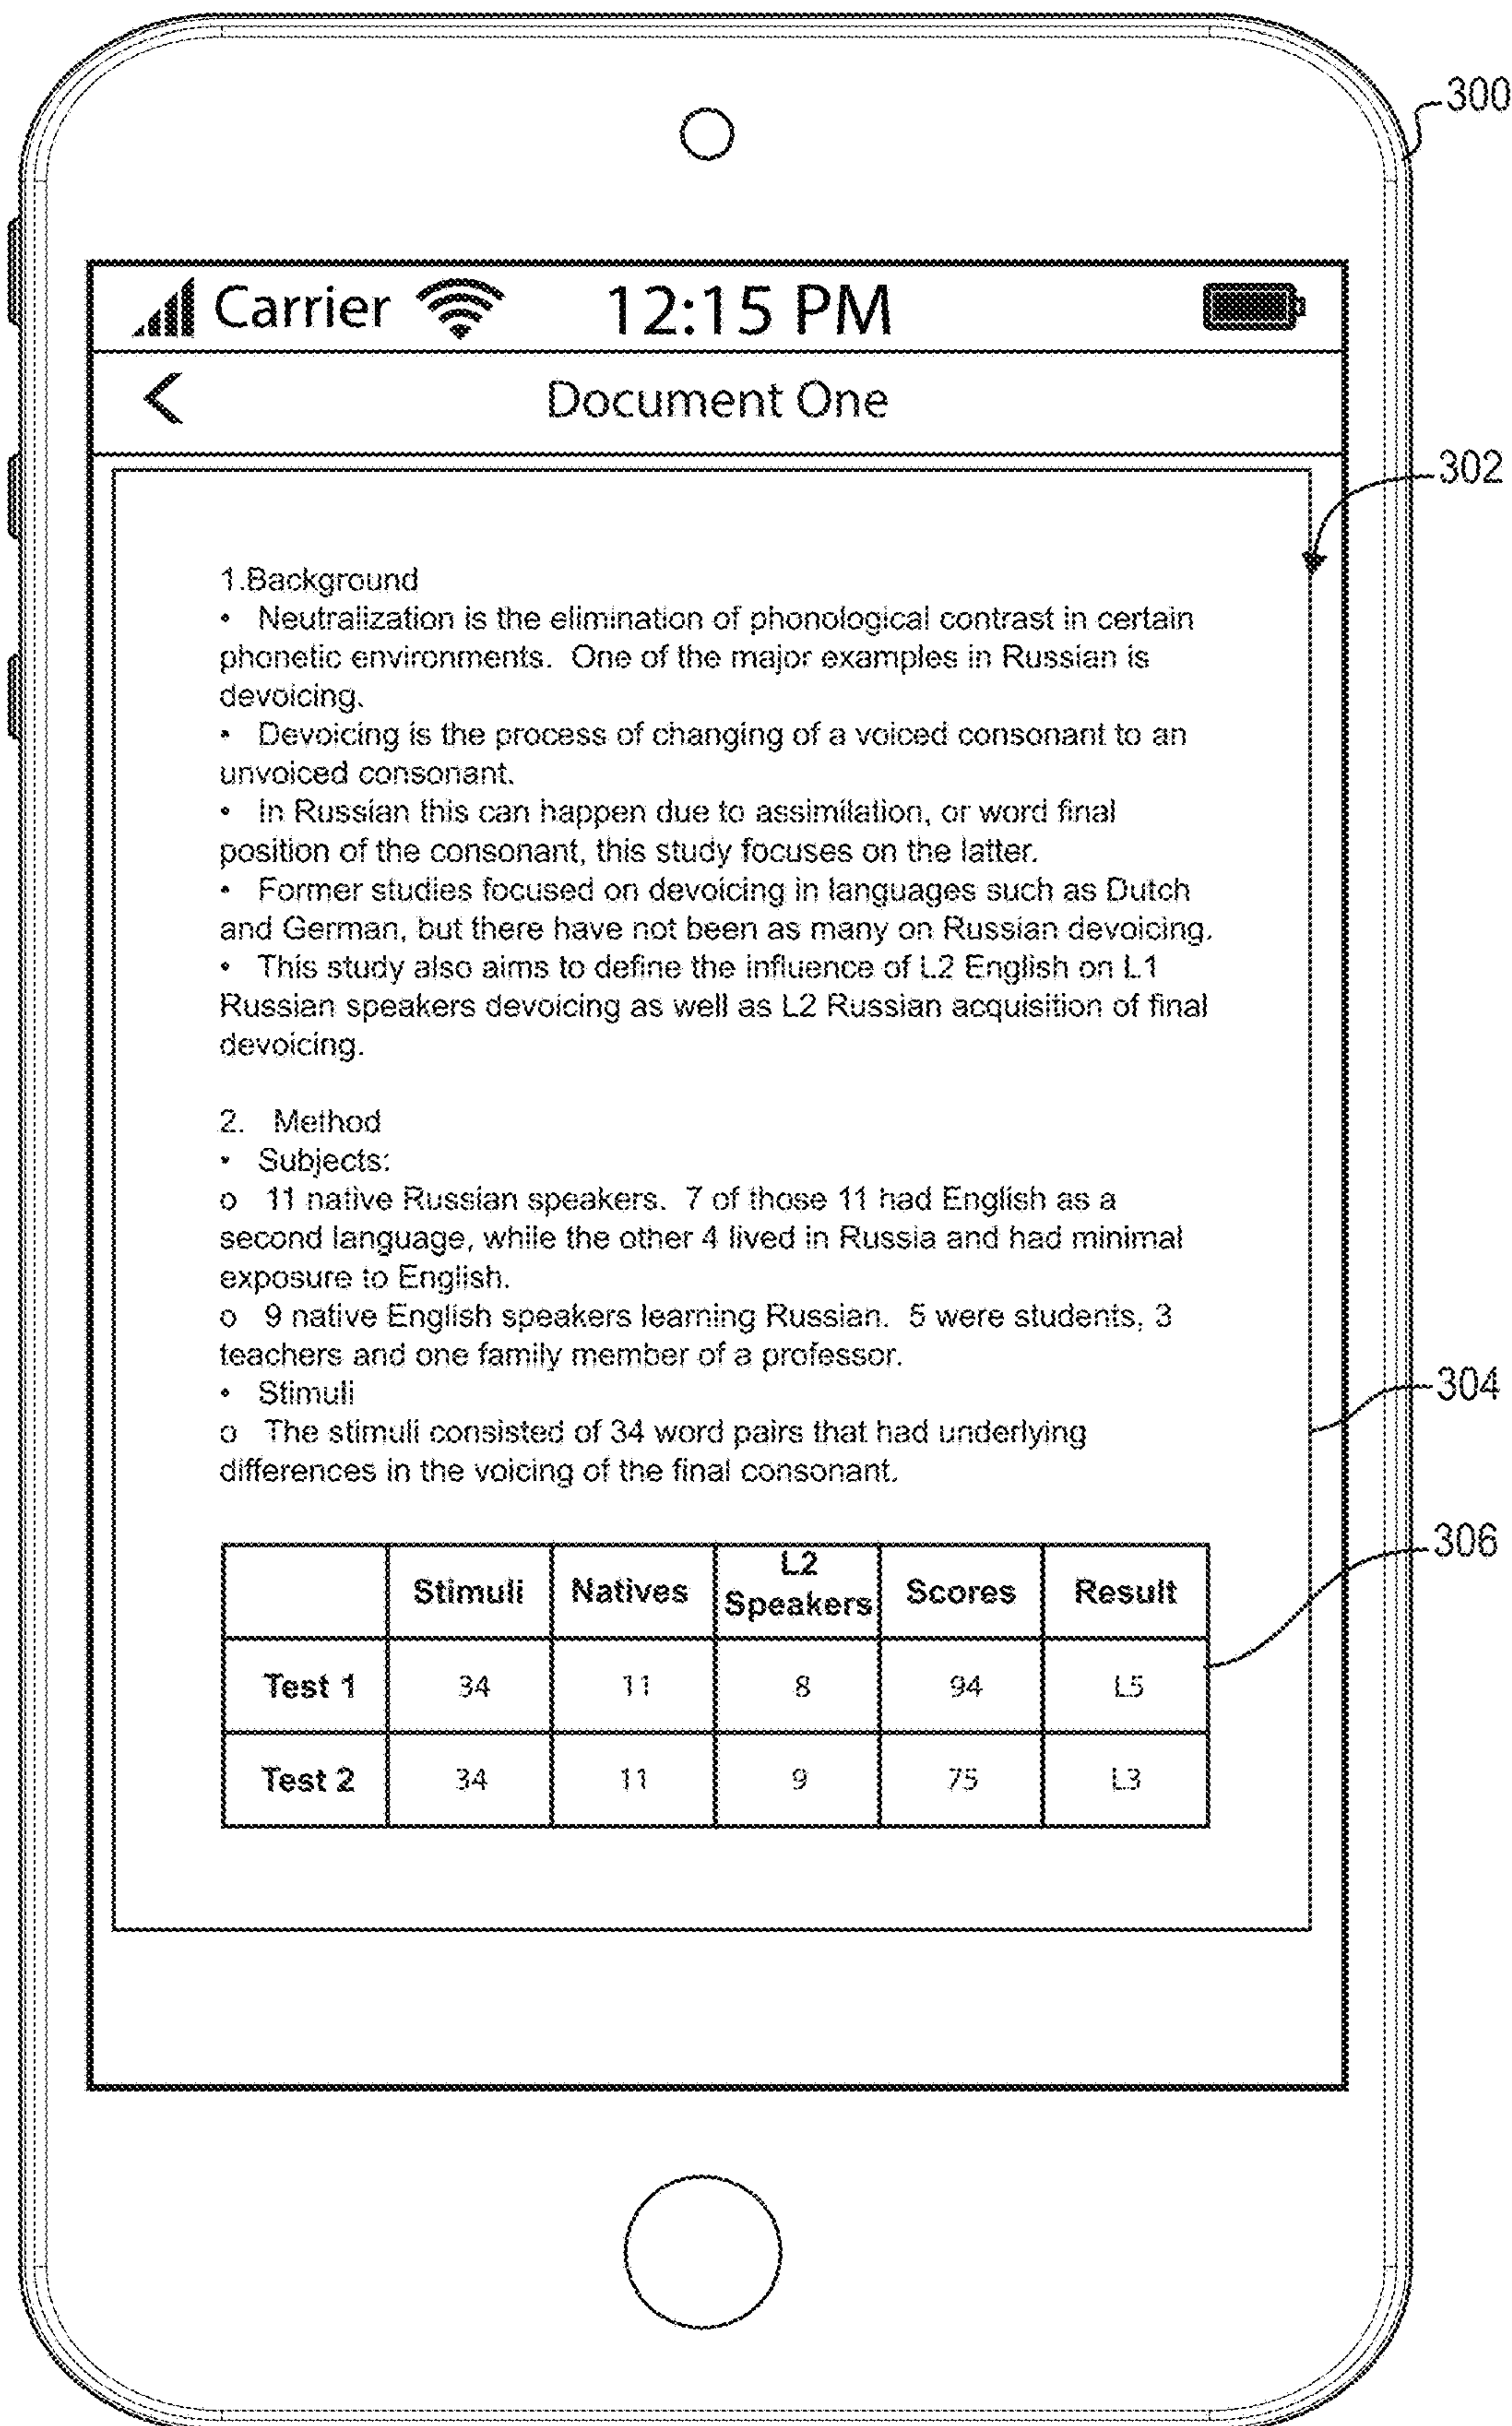 300
Carrier 12:15 PM
< Document One
302
1.Background
• Neutralization is the elimination of phonological contrast in certain
phonetic environments. One of the major examples in Russian is
devoicing.
• Devoicing is the process of changing of a voiced consonant to an
unvoiced consonant.
• In Russian this can happen due to assimilation, or word final
position of the consonant, this study focuses on the latter.
• Former studies focused on devoicing in languages such as Dutch
and German, but there have not been as many on Russian devoicing.
• This study also aims to define the influence of L2 English on L1
Russian speakers devoicing as well as L2 Russian acquisition of final
devoicing.
2. Method
• Subjects:
o 11 native Russian speakers. 7 of those 11 had English as a
second language, while the other 4 lived in Russia and had minimal
exposure to English.
o 9 native English speakers learning Russian. 5 were students, 3
teachers and one family member of a professor.
• Stimuli
304
o The stimuli consisted of 34 word pairs that had underlying
differences in the voicing of the final consonant.
306
Stimuli Natives L2 Speakers Scores Result
Test 1 34 11 8 94 L5
Test 2 34 11 9 75 L3